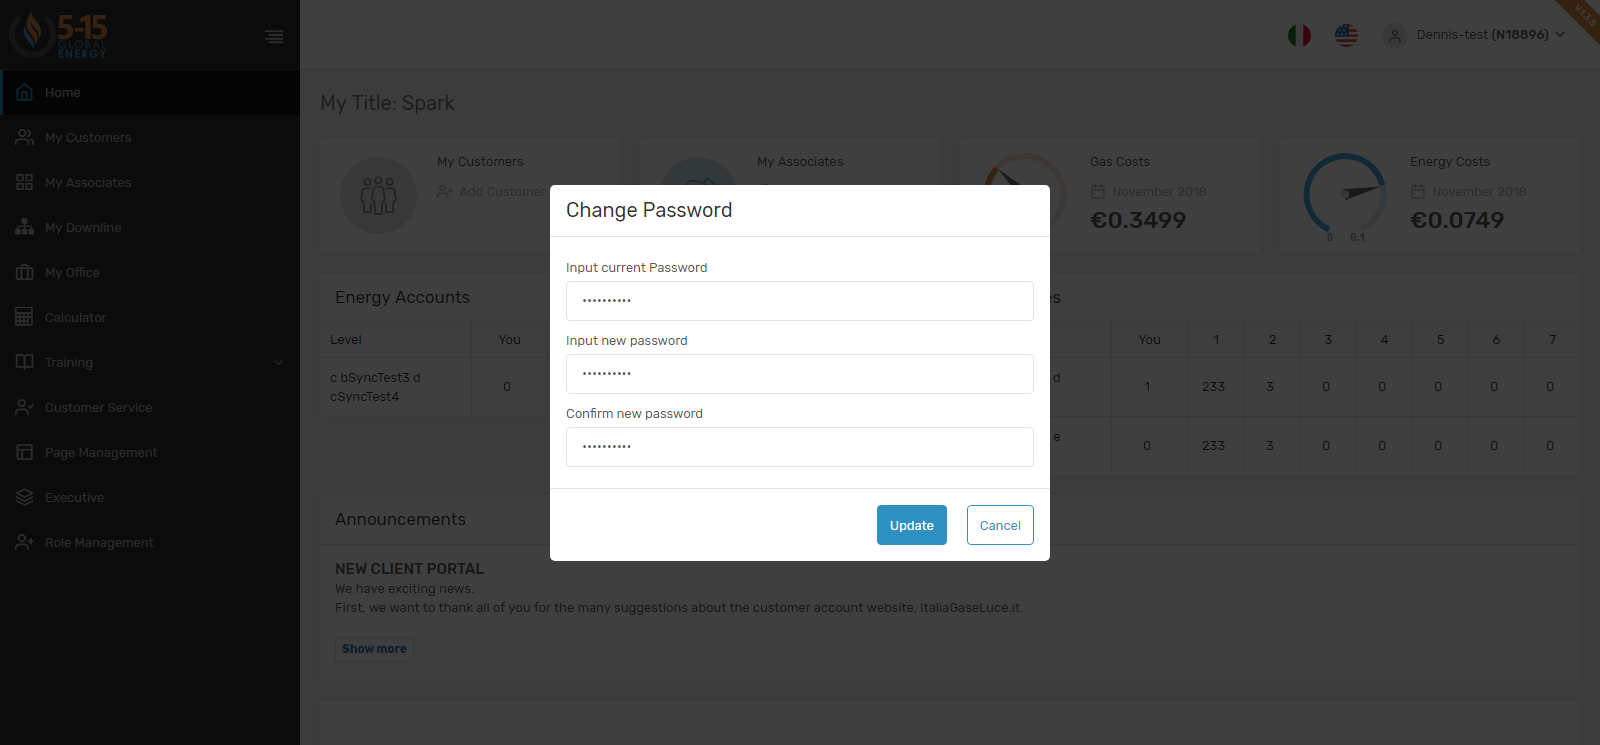 5-15
GLOBAL
ENERGY
Dennis-test (N18896)
V.1.3.5
Home
My Customers
My Associates
My Downline
My Office
Calculator
Training
Customer Service
Page Management
Executive
Role Management
My Title: Spark
My Customers
Add Customer
My Associates
Gas Costs
November 2018
€0.3499
Energy Costs
November 2018
€0.0749
0 0.1
Change Password
Input current Password
••••••••••
Input new password
••••••••••
Confirm new password
••••••••••
Update Cancel
Energy Accounts
Level You
c bSyncTest3 d
cSyncTest4
0
es
You 1 2 3 4 5 6 7
d
1 233 3 0 0 0 0 0
e
0 233 3 0 0 0 0 0
Announcements
NEW CLIENT PORTAL
We have exciting news.
First, we want to thank all of you for the many suggestions about the customer account website, ItaliaGaseLuce.it.
Show more